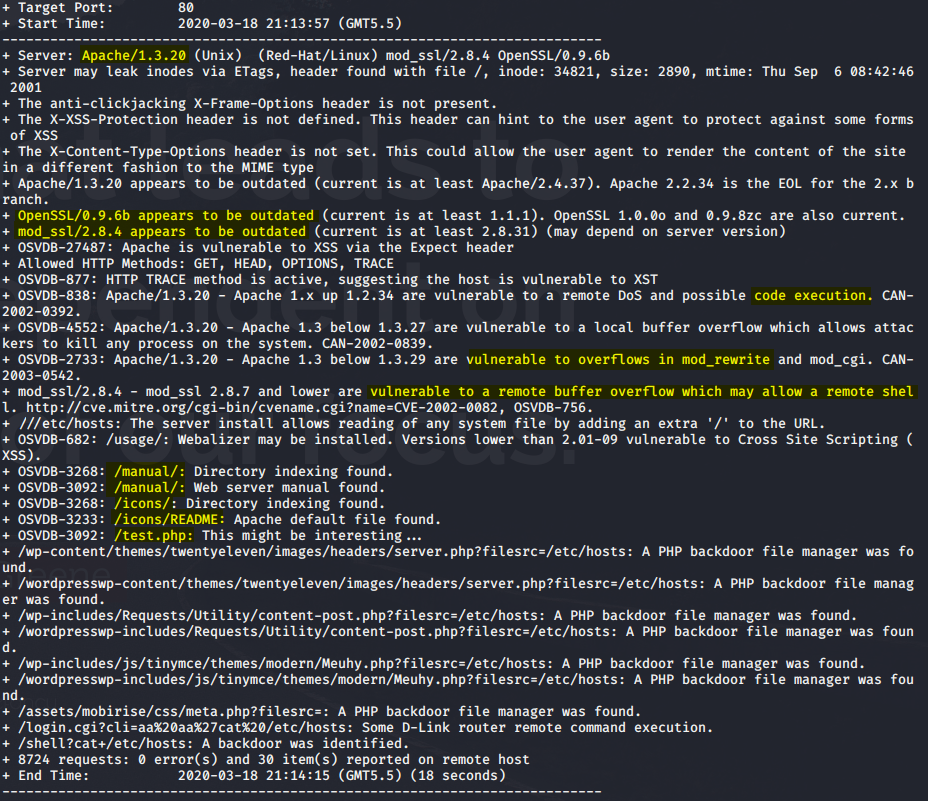 + Target Port:        80
+ Start Time:         2020-03-18 21:13:57 (GMT5.5)
---------------------------------------------------------------------------
+ Server: Apache/1.3.20 (Unix)  (Red-Hat/Linux) mod_ssl/2.8.4 OpenSSL/0.9.6b
+ Server may leak inodes via ETags, header found with file /, inode: 34821, size: 2890, mtime: Thu Sep  6 08:42:46
 2001
+ The anti-clickjacking X-Frame-Options header is not present.
+ The X-XSS-Protection header is not defined. This header can hint to the user agent to protect against some forms
 of XSS
+ The X-Content-Type-Options header is not set. This could allow the user agent to render the content of the site
in a different fashion to the MIME type
+ Apache/1.3.20 appears to be outdated (current is at least Apache/2.4.37). Apache 2.2.34 is the EOL for the 2.x b
ranch.
+ OpenSSL/0.9.6b appears to be outdated (current is at least 1.1.1). OpenSSL 1.0.0o and 0.9.8zc are also current.
+ mod_ssl/2.8.4 appears to be outdated (current is at least 2.8.31) (may depend on server version)
+ OSVDB-27487: Apache is vulnerable to XSS via the Expect header
+ Allowed HTTP Methods: GET, HEAD, OPTIONS, TRACE
+ OSVDB-877: HTTP TRACE method is active, suggesting the host is vulnerable to XST
+ OSVDB-838: Apache/1.3.20 - Apache 1.x up 1.2.34 are vulnerable to a remote DoS and possible code execution. CAN-
2002-0392.
+ OSVDB-4552: Apache/1.3.20 - Apache 1.3 below 1.3.27 are vulnerable to a local buffer overflow which allows attac
kers to kill any process on the system. CAN-2002-0839.
+ OSVDB-2733: Apache/1.3.20 - Apache 1.3 below 1.3.29 are vulnerable to overflows in mod_rewrite and mod_cgi. CAN-
2003-0542.
+ mod_ssl/2.8.4 - mod_ssl 2.8.7 and lower are vulnerable to a remote buffer overflow which may allow a remote shel
l. http://cve.mitre.org/cgi-bin/cvename.cgi?name=CVE-2002-0082, OSVDB-756.
+ ///etc/hosts: The server install allows reading of any system file by adding an extra '/' to the URL.
+ OSVDB-682: /usage/: Webalizer may be installed. Versions lower than 2.01-09 vulnerable to Cross Site Scripting (
XSS).
+ OSVDB-3268: /manual/: Directory indexing found.
+ OSVDB-3092: /manual/: Web server manual found.
+ OSVDB-3268: /icons/: Directory indexing found.
+ OSVDB-3233: /icons/README: Apache default file found.
+ OSVDB-3092: /test.php: This might be interesting...
+ /wp-content/themes/twentyeleven/images/headers/server.php?filesrc=/etc/hosts: A PHP backdoor file manager was fo
und.
+ /wordpresswp-content/themes/twentyeleven/images/headers/server.php?filesrc=/etc/hosts: A PHP backdoor file manag
er was found.
+ /wp-includes/Requests/Utility/content-post.php?filesrc=/etc/hosts: A PHP backdoor file manager was found.
+ /wordpresswp-includes/Requests/Utility/content-post.php?filesrc=/etc/hosts: A PHP backdoor file manager was foun
d.
+ /wp-includes/js/tinymce/themes/modern/Meuhy.php?filesrc=/etc/hosts: A PHP backdoor file manager was found.
+ /wordpresswp-includes/js/tinymce/themes/modern/Meuhy.php?filesrc=/etc/hosts: A PHP backdoor file manager was fou
nd.
+ /assets/mobirise/css/meta.php?filesrc=: A PHP backdoor file manager was found.
+ /login.cgi?cli=aa%20aa%27cat%20/etc/hosts: Some D-Link router remote command execution.
+ /shell?cat+/etc/hosts: A backdoor was identified.
+ 8724 requests: 0 error(s) and 30 item(s) reported on remote host
+ End Time:           2020-03-18 21:14:15 (GMT5.5) (18 seconds)
---------------------------------------------------------------------------